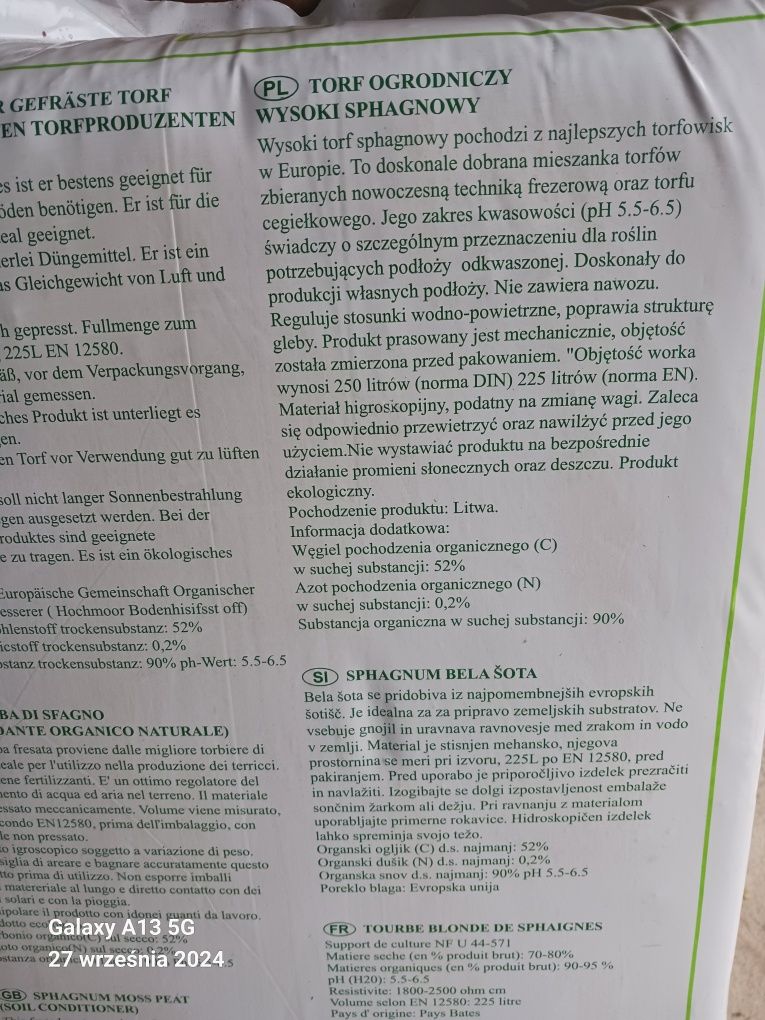 R GEFRÄSTE TORF
EN TORFPRODUZENTEN
es ist er bestens geeignet für
öden benötigen. Er ist für die
eal geeignet.
erlei Düngemittel. Er ist ein
as Gleichgewicht von Luft und
h gepresst. Fullmenge zum
225L EN 12580.
äß, vor dem Verpackungsvorgang,
ial gemessen.
ches Produkt ist unterliegt es
en.
en Torf vor Verwendung gut zu lüften
soll nicht langer Sonnenbestrahlung
gen ausgesetzt werden. Bei der
roduktes sind geeignete
e zu tragen. Es ist ein ökologisches
Europäische Gemeinschaft Organischer
esserer ( Hochmoor Bodenhisifsst off)
ohlenstoff trockensubstanz: 52%
icstoff trockensubstanz: 0,2%
ostanz trockensubstanz: 90% ph-Wert: 5.5-6.5
BA DI SFAGNO
DANTE ORGANICO NATURALE)
ba fresata proviene dalle migliore torbiere di
eale per l'utilizzo nella produzione dei terricci.
ene fertilizzanti. E' un ottimo regolatore del
mento di acqua ed aria nel terreno. Il materiale
essato meccanicamente. Volume viene misurato,
condo EN12580, prima dell'imbalaggio, con
le non pressato.
to igroscopico soggetto a variazione di peso.
siglia di areare e bagnare accuratamente questo
tto prima di utilizzo. Non esporre imballi
matereriale al lungo e diretto contatto con dei
i solari e con la pioggia.
ipolare il prodotto con idonei guanti da lavoro.
dotto eco
rbonio organico(C) sul secco: 52%
oto organico(N) sul secco: 0,2%
ostanza o
.5
GB SPHAGNUM MOSS PEAT
(SOIL CONDITIONER)
PL TORF OGRODNICZY
WYSOKI SPHAGNOWY
Wysoki torf sphagnowy pochodzi z najlepszych torfowisk
w Europie. To doskonale dobrana mieszanka torfów
zbieranych nowoczesną techniką frezerową oraz torfu
cegiełkowego. Jego zakres kwasowości (pH 5.5-6.5)
świadczy o szczególnym przeznaczeniu dla roślin
potrzebujących podłoży odkwaszonej. Doskonały do
produkcji własnych podłoży. Nie zawiera nawozu.
Reguluje stosunki wodno-powietrzne, poprawia strukturę
gleby. Produkt prasowany jest mechanicznie, objętość
została zmierzona przed pakowaniem. "Objętość worka
wynosi 250 litrów (norma DIN) 225 litrów (norma EN).
Materiał higroskopijny, podatny na zmianę wagi. Zaleca
się odpowiednio przewietrzyć oraz nawilżyć przed jego
użyciem.Nie wystawiać produktu na bezpośrednie
działanie promieni słonecznych oraz deszczu. Produkt
ekologiczny.
Pochodzenie produktu: Litwa.
Informacja dodatkowa:
Węgiel pochodzenia organicznego (C)
w suchej substancji: 52%
Azot pochodzenia organicznego (N)
w suchej substancji: 0,2%
Substancja organiczna w suchej substancji: 90%
SI SPHAGNUM BELA ŠOTA
Bela šota se pridobiva iz najpomembnejših evropskih
šotišč. Je idealna za za pripravo zemeljskih substratov. Ne
vsebuje gnojil in uravnava ravnovesje med zrakom in vodo
v zemlji. Material je stisnjen mehansko, njegova
prostornina se meri pri izvoru, 225L po EN 12580, pred
pakiranjem. Pred uporabo je priporočljivo izdelek prezračiti
in navlažiti. Izogibajte se dolgi izpostavljenost embalaže
sončnim žarkom ali dežju. Pri ravnanju z materialom
uporabljajte primerne rokavice. Hidroskopičen izdelek
lahko spreminja svojo težo.
Organski ogljik (C) d.s. najmanj: 52%
Organski dušik (N) d.s. najmanj: 0,2%
Organska snov d.s. najmanj: 90% pH 5.5-6.5
Poreklo blaga: Evropska unija
FR TOURBE BLONDE DE SPHAIGNES
Support de culture NF U 44-571
Matiere seche (en % produit brut): 70-80%
Matieres organiques (en % produit brut): 90-95 %
pH (H20): 5.5-6.5
Resistivite: 1800-2500 ohm cm
Volume selon EN 12580: 225 litre
Pays d' origine: Pays Bates
Galaxy A13 5G
27 września 2024